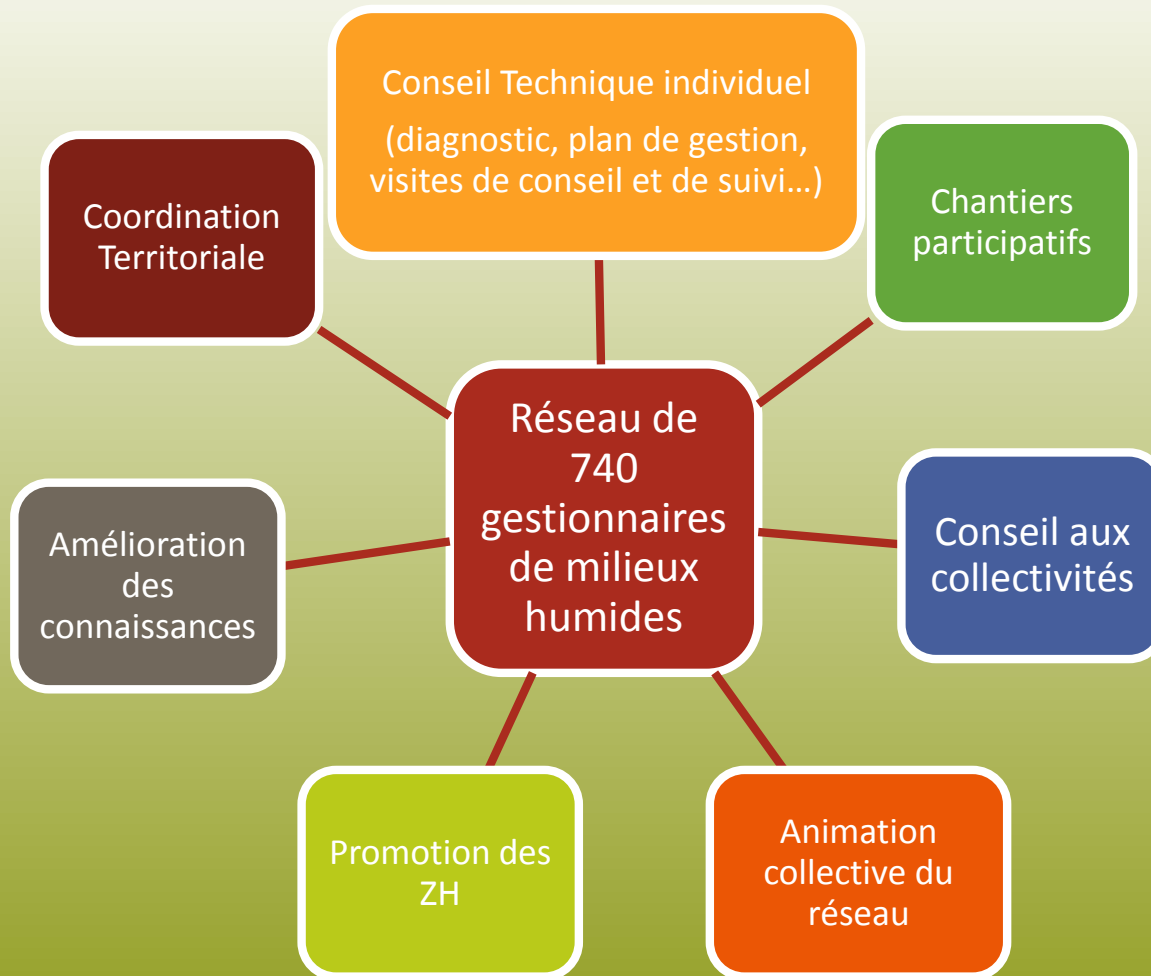 Conseil Technique individuel
(diagnostic, plan de gestion,
visites de conseil et de suivi…)
Coordination
Territoriale
Chantiers
participatifs
Réseau de
740
gestionnaires
de milieux
humides
Amélioration
des
connaissances
Conseil aux
collectivités
Promotion des
ZH
Animation
collective du
réseau